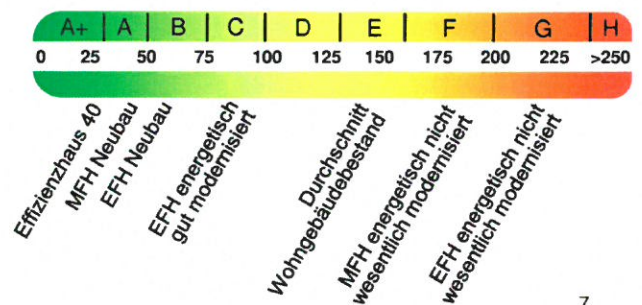 A+ A B C D E F G H
0 25 50 75 100 125 150 175 200 225 >250
Effizienzhaus 40
MFH Neubau
EFH Neubau
EFH energetisch
gut modernisiert
Durchschnitt
Wohngebäudebestand
MFH energetisch nicht
wesentlich modernisiert
EFH energetisch nicht
wesentlich modernisiert
7